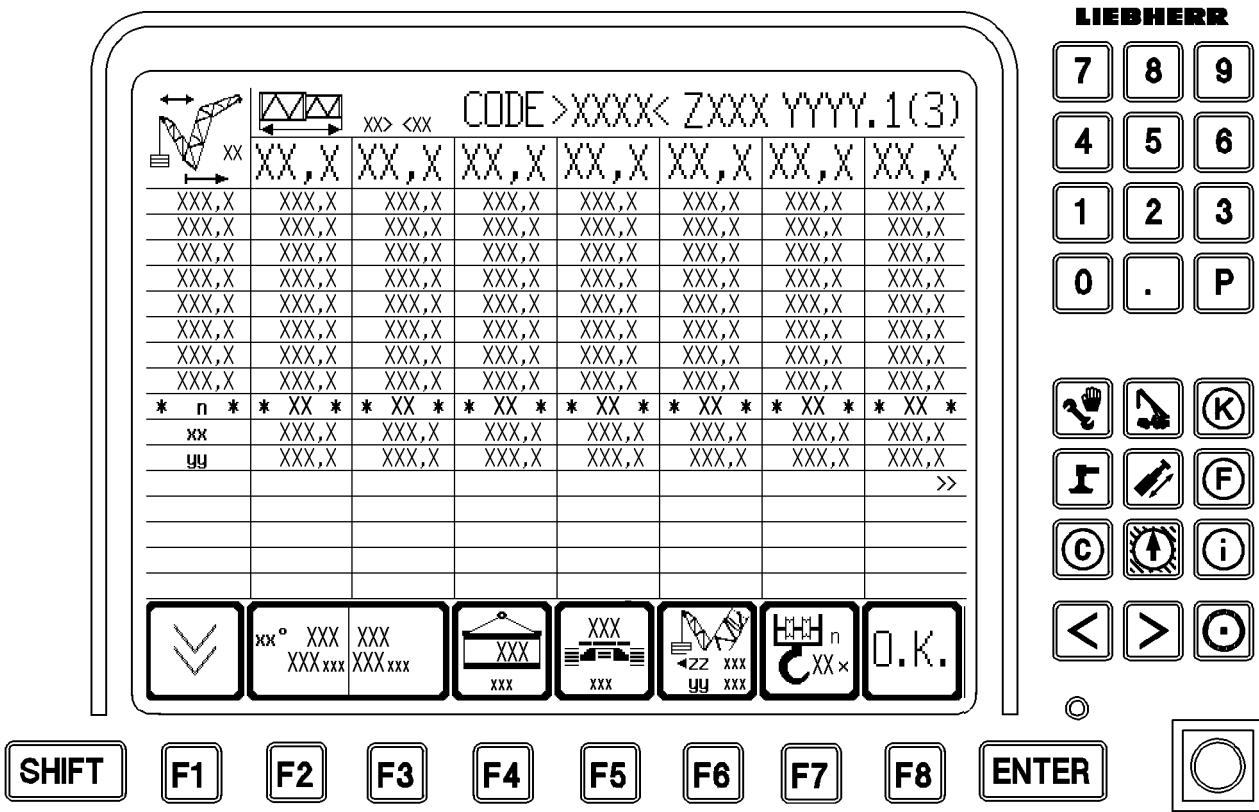 LIEBHERR
7 8 9
4 5 6
1 2 3
0 . P
K
F
C i
< >
XX> <XX CODE >XXXX< ZXXX YYYY.1(3)
XX XX,X XX,X XX,X XX,X XX,X XX,X XX,X
XXX,X XXX,X XXX,X XXX,X XXX,X XXX,X XXX,X XXX,X
XXX,X XXX,X XXX,X XXX,X XXX,X XXX,X XXX,X XXX,X
XXX,X XXX,X XXX,X XXX,X XXX,X XXX,X XXX,X XXX,X
XXX,X XXX,X XXX,X XXX,X XXX,X XXX,X XXX,X XXX,X
XXX,X XXX,X XXX,X XXX,X XXX,X XXX,X XXX,X XXX,X
XXX,X XXX,X XXX,X XXX,X XXX,X XXX,X XXX,X XXX,X
XXX,X XXX,X XXX,X XXX,X XXX,X XXX,X XXX,X XXX,X
XXX,X XXX,X XXX,X XXX,X XXX,X XXX,X XXX,X XXX,X
* n * * XX * * XX * * XX * * XX * * XX * * XX * * XX *
xx XXX,X XXX,X XXX,X XXX,X XXX,X XXX,X XXX,X
yy XXX,X XXX,X XXX,X XXX,X XXX,X XXX,X XXX,X
>>
xx° XXX
XXX xxx
XXX
XXX xxx
XXX
xxx
XXX
xxx
◄zz xxx
yy xxx
n
XX ×
O.K.
SHIFT F1 F2 F3 F4 F5 F6 F7 F8 ENTER